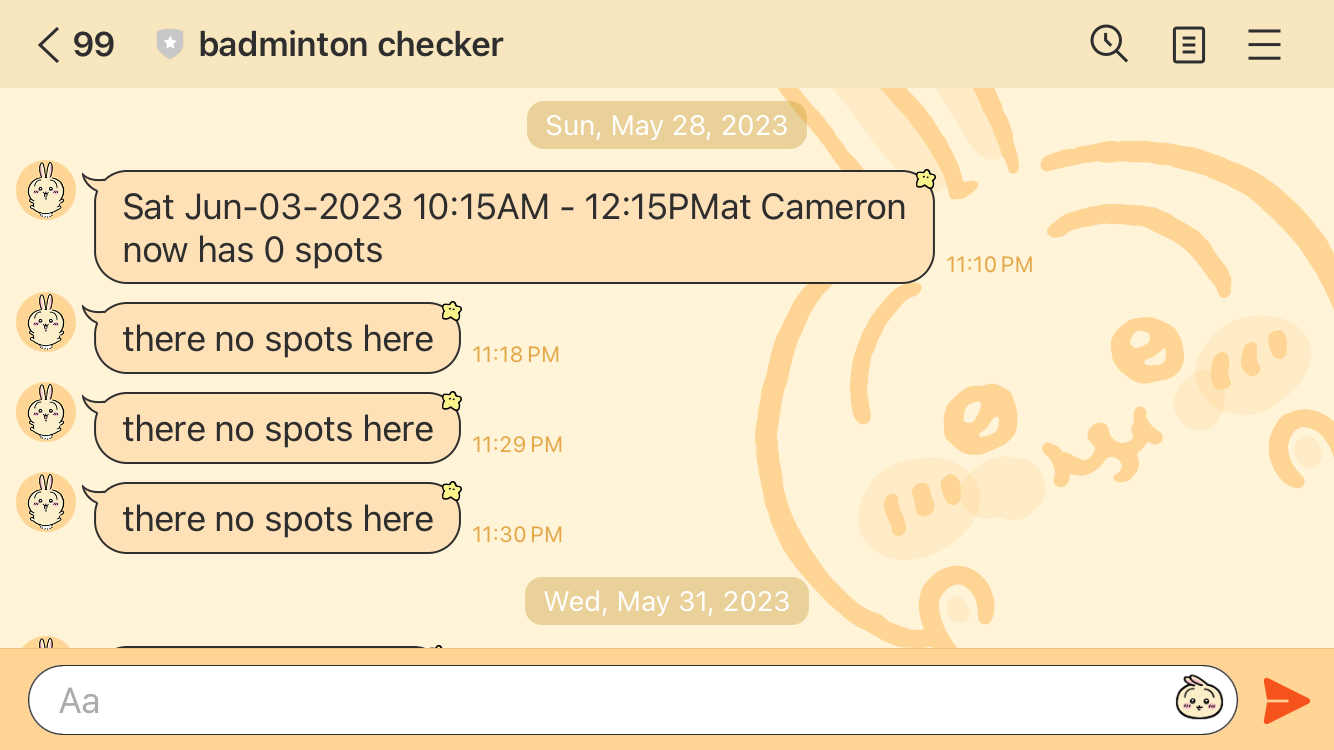 99 badminton checker
Sun, May 28, 2023
Sat Jun-03-2023 10:15AM - 12:15PMat Cameron
now has 0 spots
11:10 PM
there no spots here
11:18 PM
there no spots here
11:29 PM
there no spots here
11:30 PM
Wed, May 31, 2023
Aa